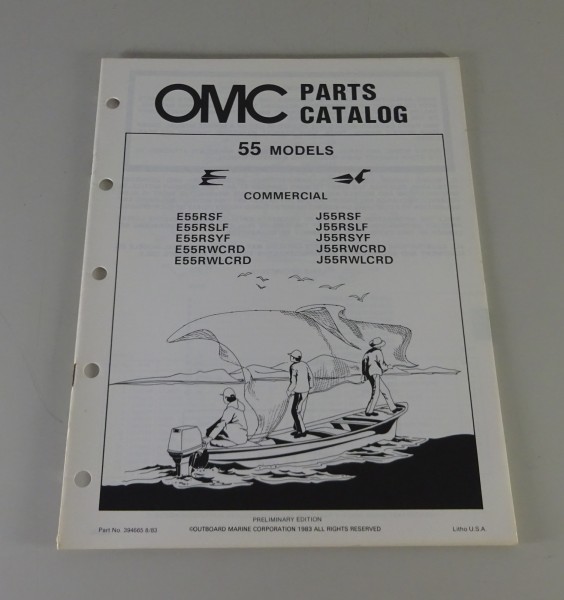 OMC PARTS CATALOG
55 MODELS
COMMERCIAL
E55RSF J55RSF
E55RSLF J55RSLF
E55RSYF J55RSYF
E55RWCRD J55RWCRD
E55RWLCRD J55RWLCRD
PRELIMINARY EDITION
Part No. 394665 8/83 ©OUTBOARD MARINE CORPORATION 1983 ALL RIGHTS RESERVED Litho U.S.A.